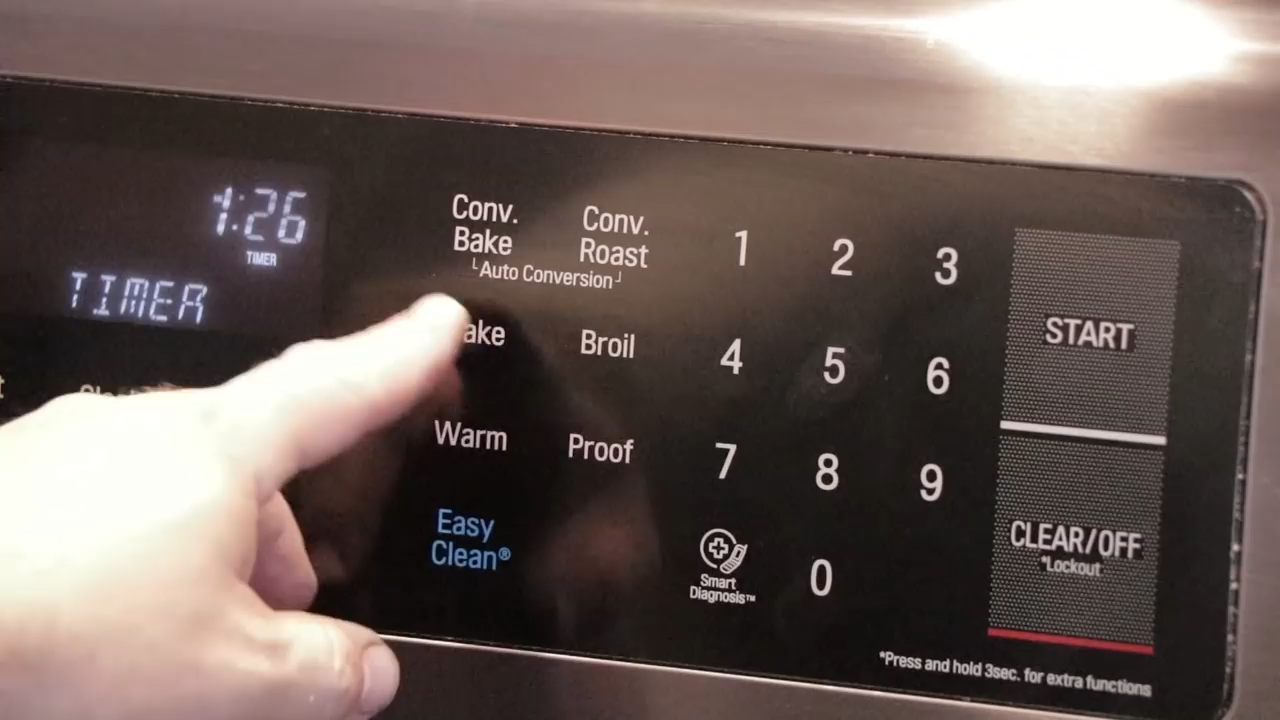 1:26
TIMER
TIMER
Conv.
Bake
Conv.
Roast
Auto Conversion
Broil
Warm
Proof
Easy
Clean®
1 2 3
4 5 6
7 8 9
Smart
Diagnosis™
0
START
CLEAR/OFF
*Lockout
*Press and hold 3sec. for extra functions